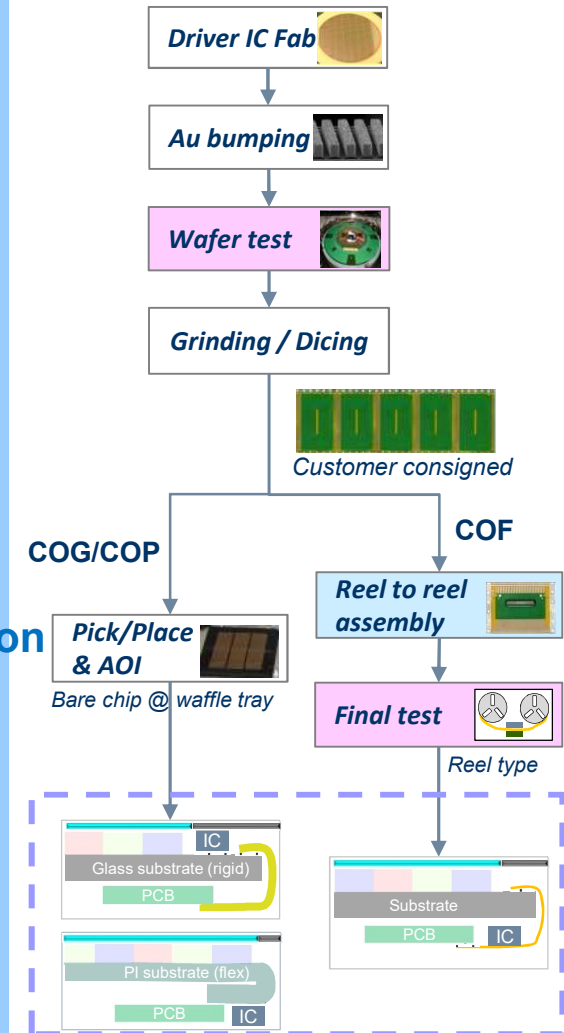 Driver IC Fab
Au bumping
Wafer test
Grinding / Dicing
Customer consigned
COG/COP
COF
on
Pick/Place
& AOI
Bare chip @ waffle tray
Reel to reel
assembly
Final test
Reel type
IC
Glass substrate (rigid)
PCB
PI substrate (flex)
PCB
IC
Substrate
PCB
IC